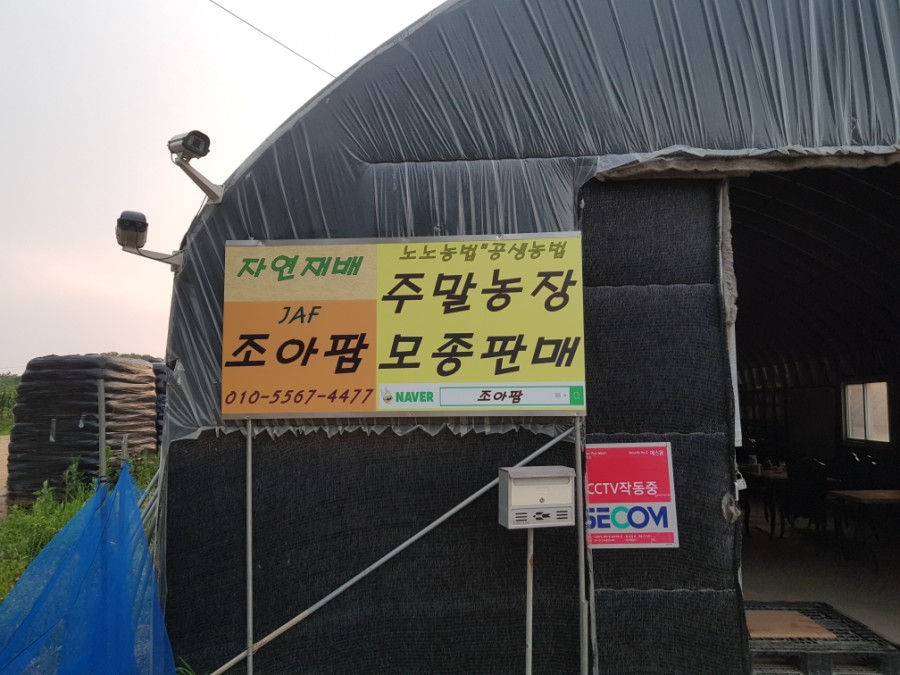 자연재배
JAF
조아팜
010-5567-4477
노노농법"공생농법
주말농장
모종판매
NAVER 조아팜
CCTV작동중
SECOM